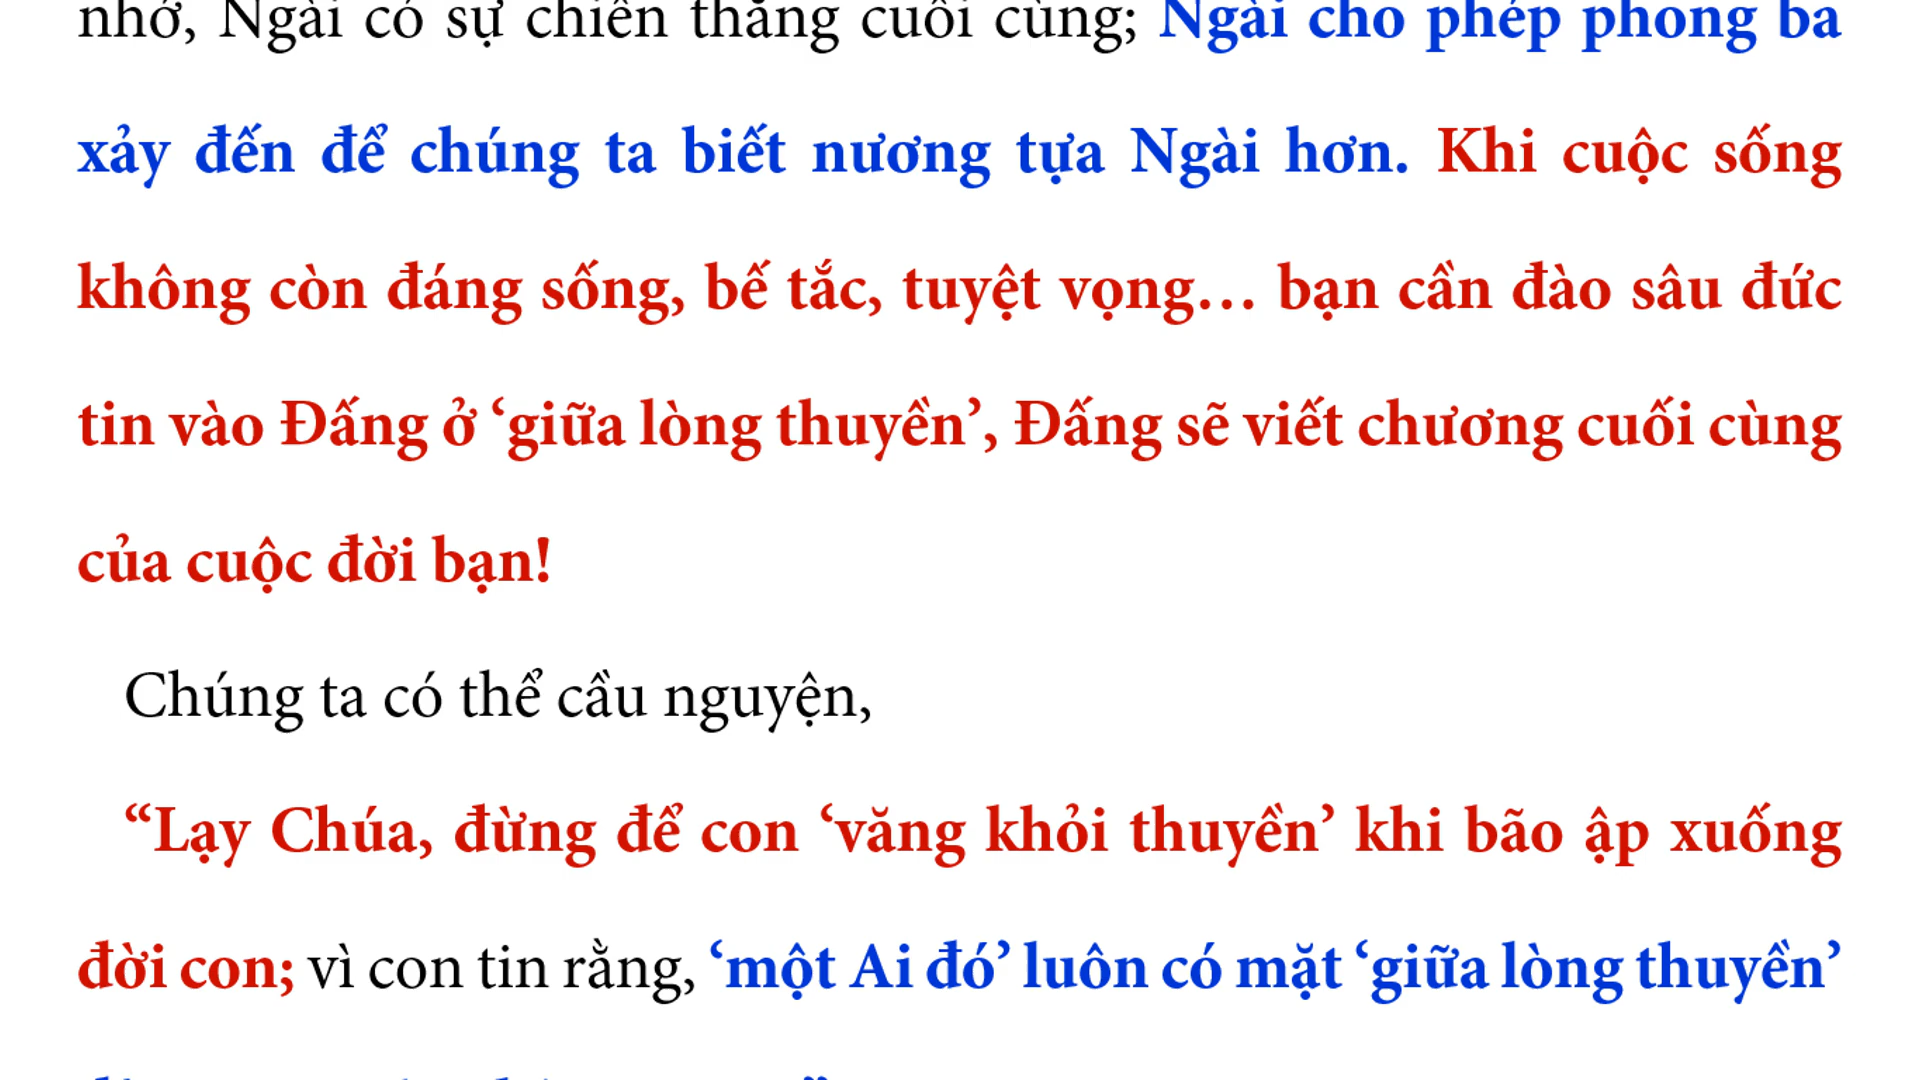 nhở, Ngài có sự chiến thắng cuối cùng; Ngài cho phép phong ba
xảy đến để chúng ta biết nương tựa Ngài hơn. Khi cuộc sống
không còn đáng sống, bế tắc, tuyệt vọng… bạn cần đào sâu đức
tin vào Đấng ở ‘giữa lòng thuyền’, Đấng sẽ viết chương cuối cùng
của cuộc đời bạn!
Chúng ta có thể cầu nguyện,
“Lạy Chúa, đừng để con ‘văng khỏi thuyền’ khi bão ập xuống
đời con; vì con tin rằng, ‘một Ai đó’ luôn có mặt ‘giữa lòng thuyền’